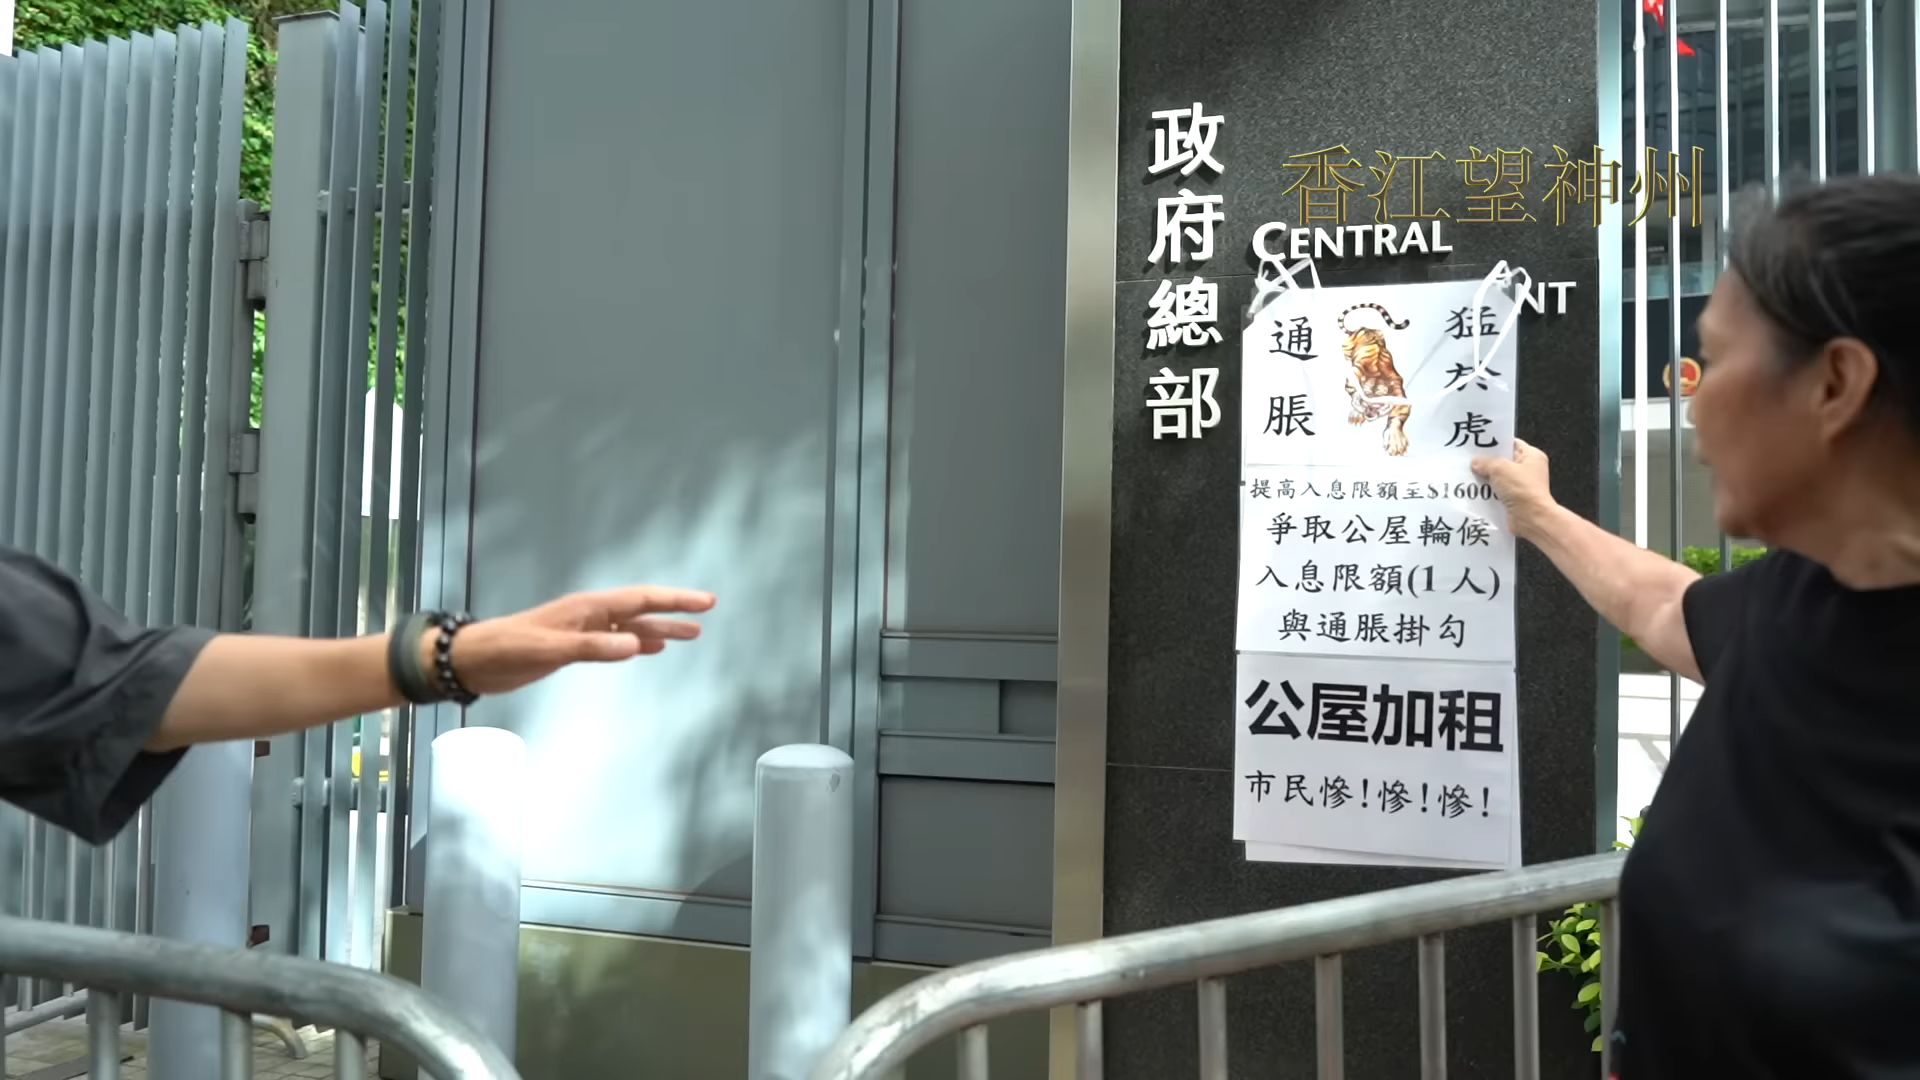 政府總部
香江望神州
CENTRAL
NT
通脹
猛於虎
提高入息限額至$1600
爭取公屋輪候
入息限額(1人)
與通脹掛勾
公屋加租
市民慘!慘!慘!